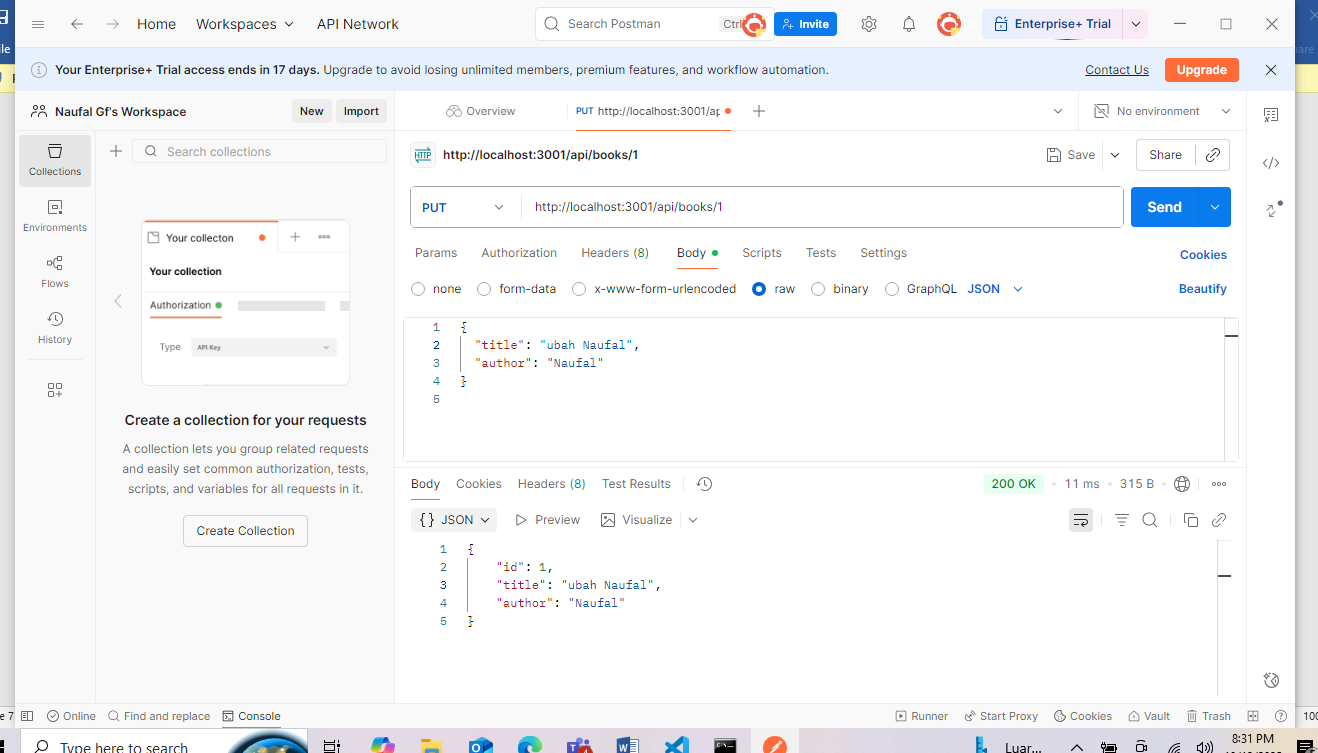 Home Workspaces API Network Search Postman Ctrl Invite Enterprise+ Trial
Your Enterprise+ Trial access ends in 17 days. Upgrade to avoid losing unlimited members, premium features, and workflow automation. Contact Us Upgrade
Naufal Gf's Workspace New Import Overview PUT http://localhost:3001/ap No environment
Collections
Search collections
Environments
Flows
History
Your collecton
Your collection
Authorization
Type API Key
Create a collection for your requests
A collection lets you group related requests
and easily set common authorization, tests,
scripts, and variables for all requests in it.
Create Collection
HTTP http://localhost:3001/api/books/1 Save Share
PUT http://localhost:3001/api/books/1 Send
Params Authorization Headers (8) Body Scripts Tests Settings Cookies
none form-data x-www-form-urlencoded raw binary GraphQL JSON Beautify
1 {
2 "title": "ubah Naufal",
3 "author": "Naufal"
4 }
5
Body Cookies Headers (8) Test Results 200 OK 11 ms 315 B
{} JSON Preview Visualize
1 {
2 "id": 1,
3 "title": "ubah Naufal",
4 "author": "Naufal"
5 }
Online Find and replace Console Runner Start Proxy Cookies Vault Trash
Type here to search Luar... 8:31 PM